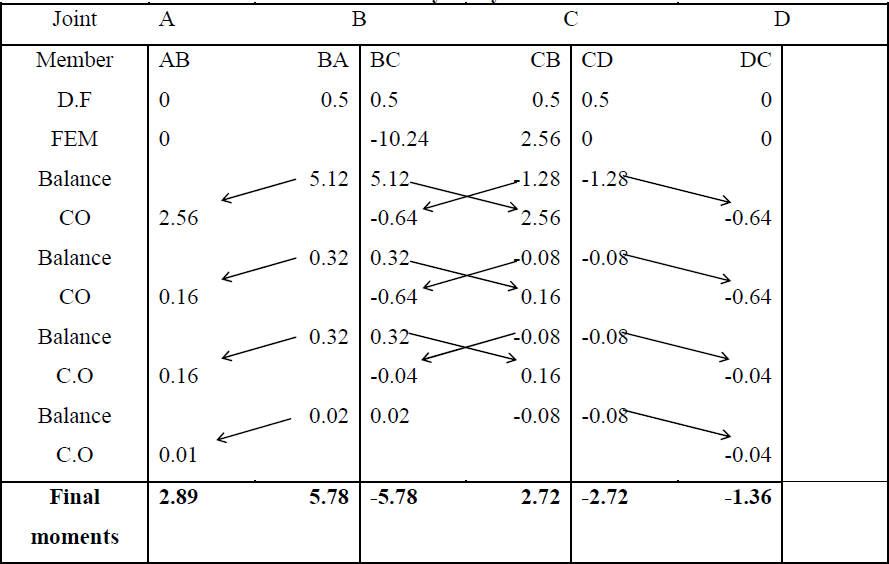 Joint A B C D
Member AB BA BC CB CD DC
D.F 0 0.5 0.5 0.5 0.5 0
FEM 0 -10.24 2.56 0 0
Balance 5.12 5.12 -1.28 -1.28
CO 2.56 -0.64 2.56 -0.64
Balance 0.32 0.32 -0.08 -0.08
CO 0.16 -0.64 0.16 -0.64
Balance 0.32 0.32 -0.08 -0.08
C.O 0.16 -0.04 0.16 -0.04
Balance 0.02 0.02 -0.08 -0.08
C.O 0.01 -0.04
Final 2.89 5.78 -5.78 2.72 -2.72 -1.36
moments